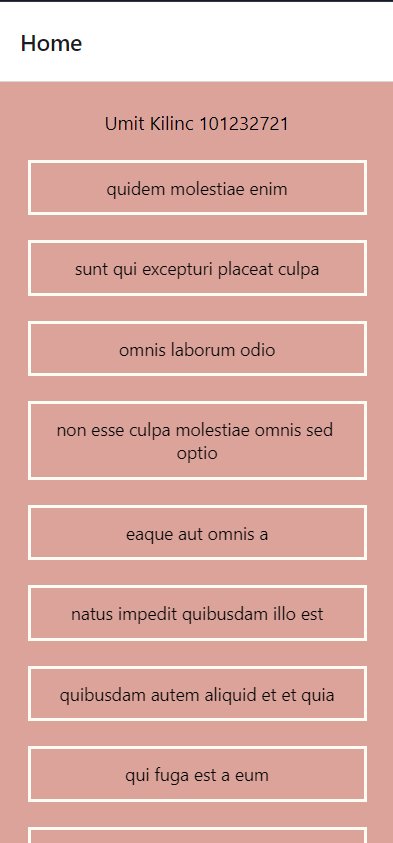 Home
Umit Kilinc 101232721
quidem molestiae enim
sunt qui excepturi placeat culpa
omnis laborum odio
non esse culpa molestiae omnis sed
optio
eaque aut omnis a
natus impedit quibusdam illo est
quibusdam autem aliquid et et quia
qui fuga est a eum